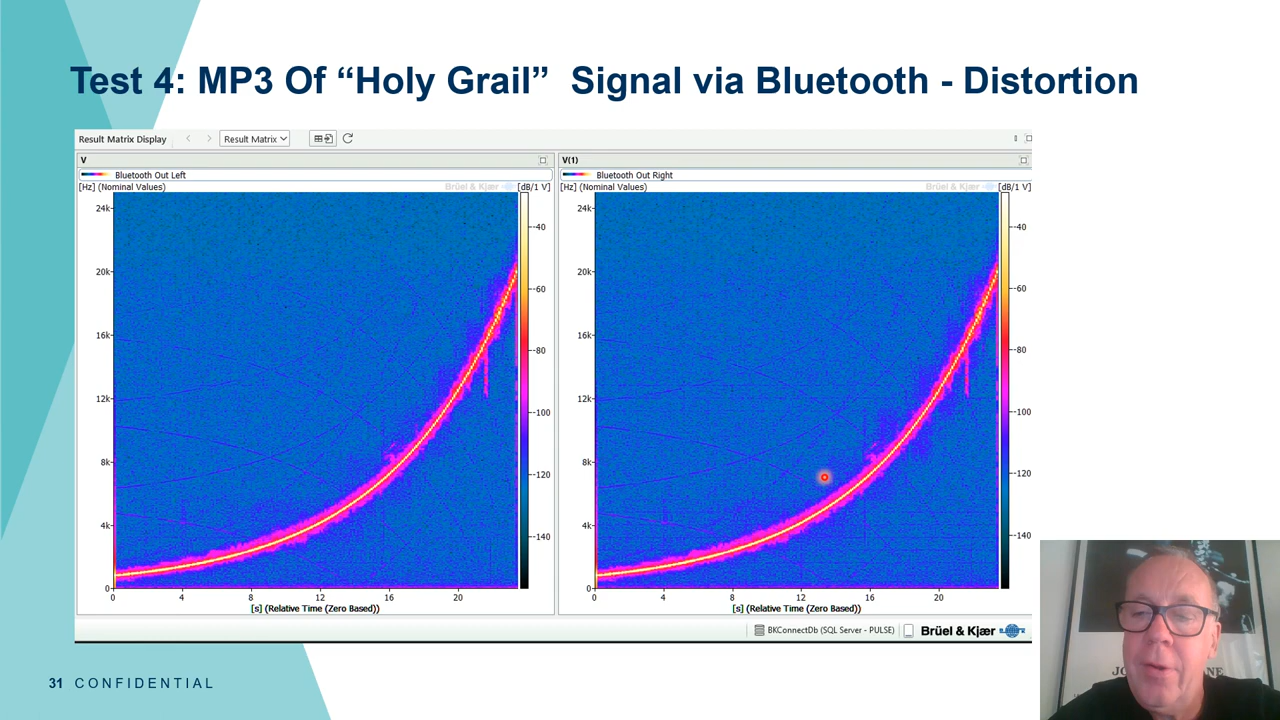 Test 4: MP3 Of “Holy Grail” Signal via Bluetooth - Distortion
Result Matrix Display
Result Matrix
V
Bluetooth Out Left
[Hz] (Nominal Values)
Brüel & Kjær
[dB/1 V]
24k
20k
16k
12k
8k
4k
0
0 4 8 12 16 20
[s] (Relative Time (Zero Based))
-40
-60
-80
-100
-120
-140
V(1)
Bluetooth Out Right
[Hz] (Nominal Values)
Brüel & Kjær
[dB/1 V]
24k
20k
16k
12k
8k
4k
0
0 4 8 12 16 20
[s] (Relative Time (Zero Based))
-40
-60
-80
-100
-120
-140
BKConnectDb (SQL Server - PULSE)
Brüel & Kjær
31 CONFIDENTIAL